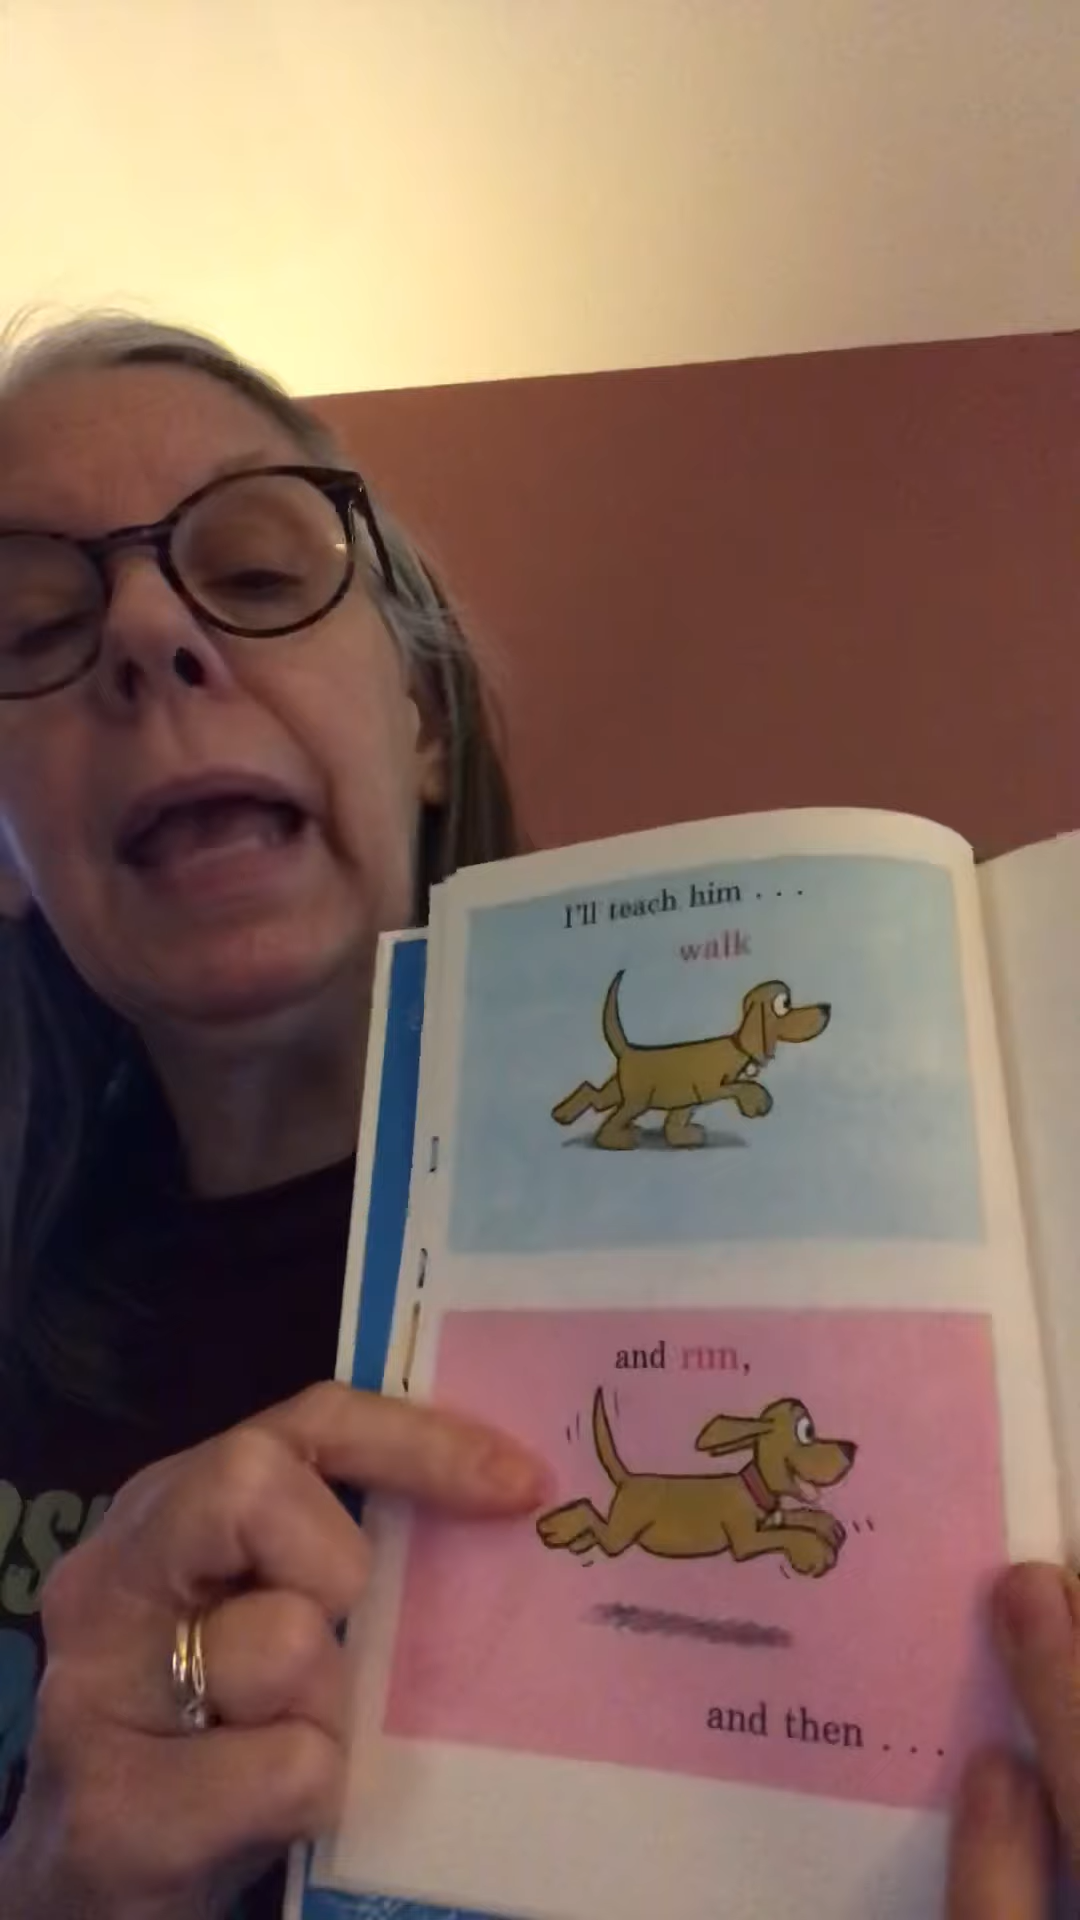 I'll teach him . . .
walk
and run,
and then . . .